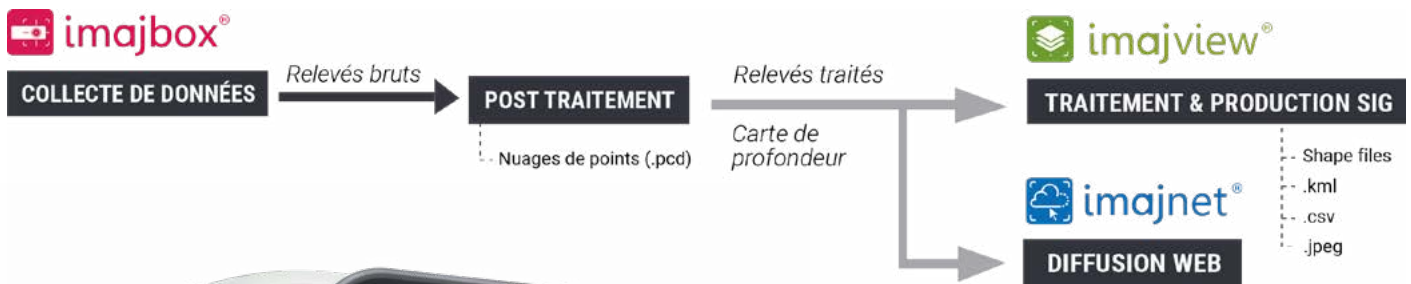 imajbox®
COLLECTE DE DONNÉES
Relevés bruts
POST TRAITEMENT
Nuages de points (.pcd)
Relevés traités
Carte de
profondeur
imajview®
TRAITEMENT & PRODUCTION SIG
Shape files
.kml
.csv
.jpeg
imajnet®
DIFFUSION WEB